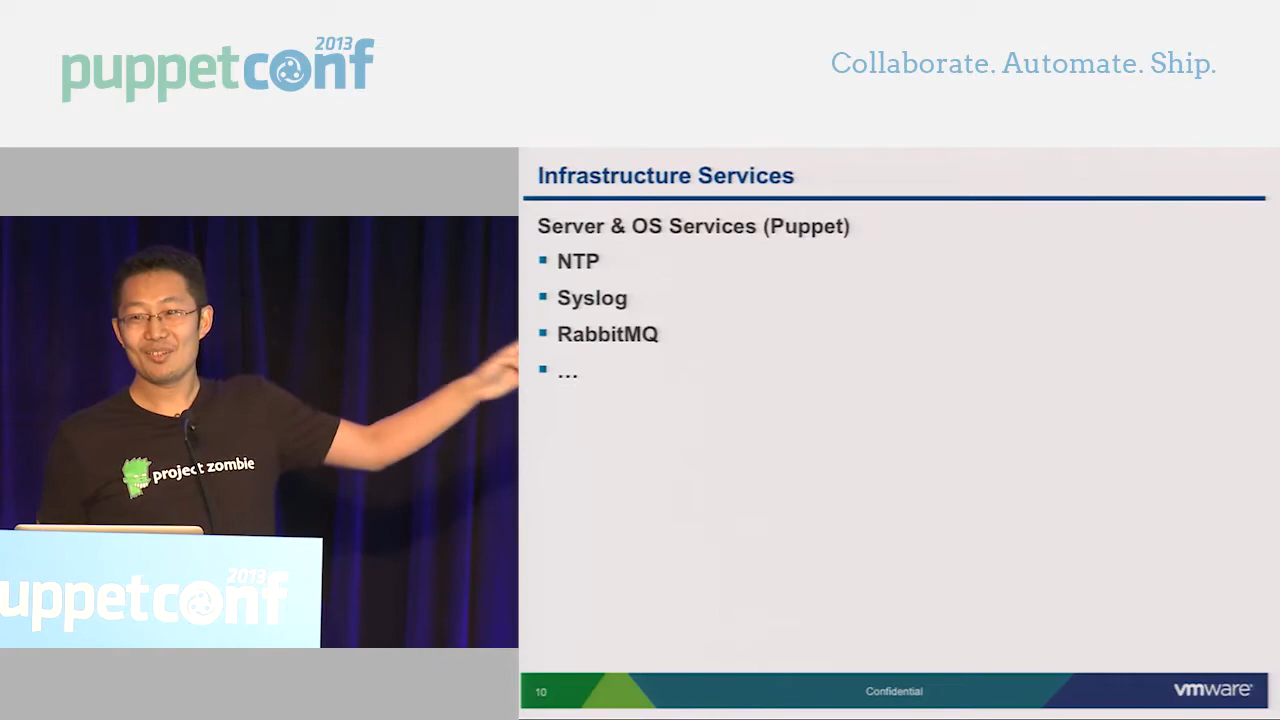 puppetconf 2013
Collaborate. Automate. Ship.
Infrastructure Services
Server & OS Services (Puppet)
NTP
Syslog
RabbitMQ
...
project zombie
uppetconf 2013
10
Confidential
vmware